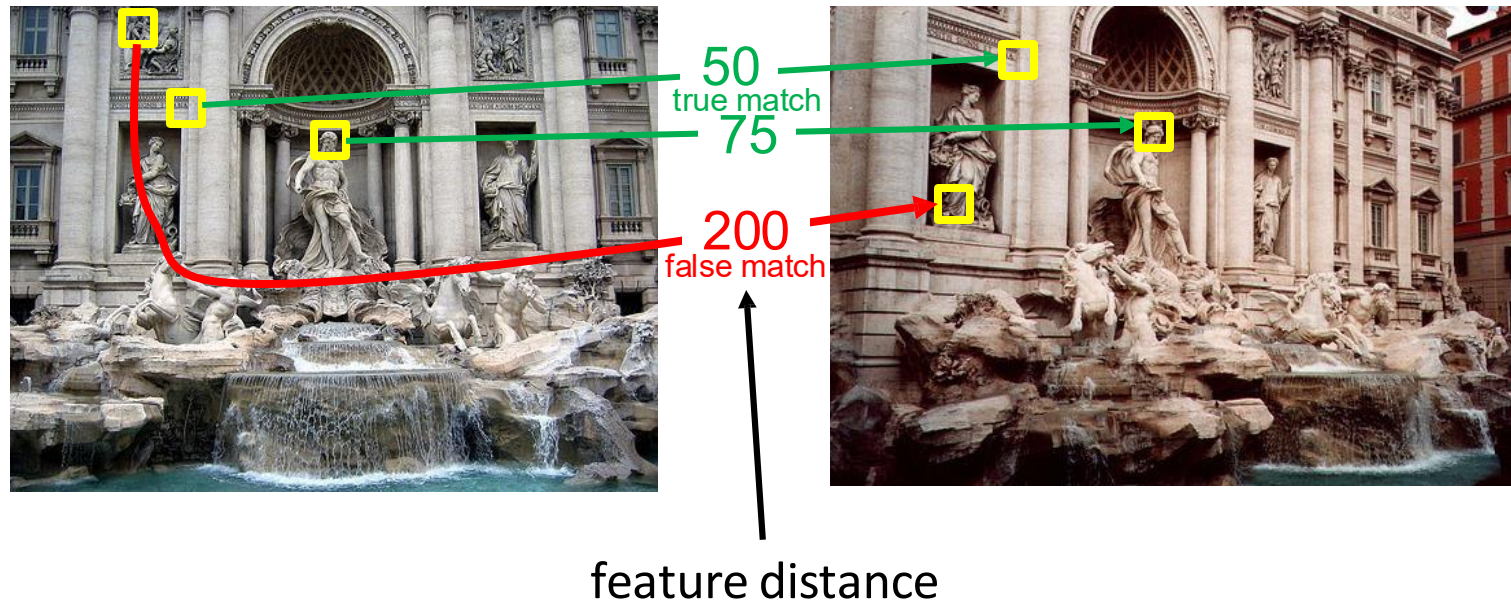 50
true match
75
200
false match
feature distance